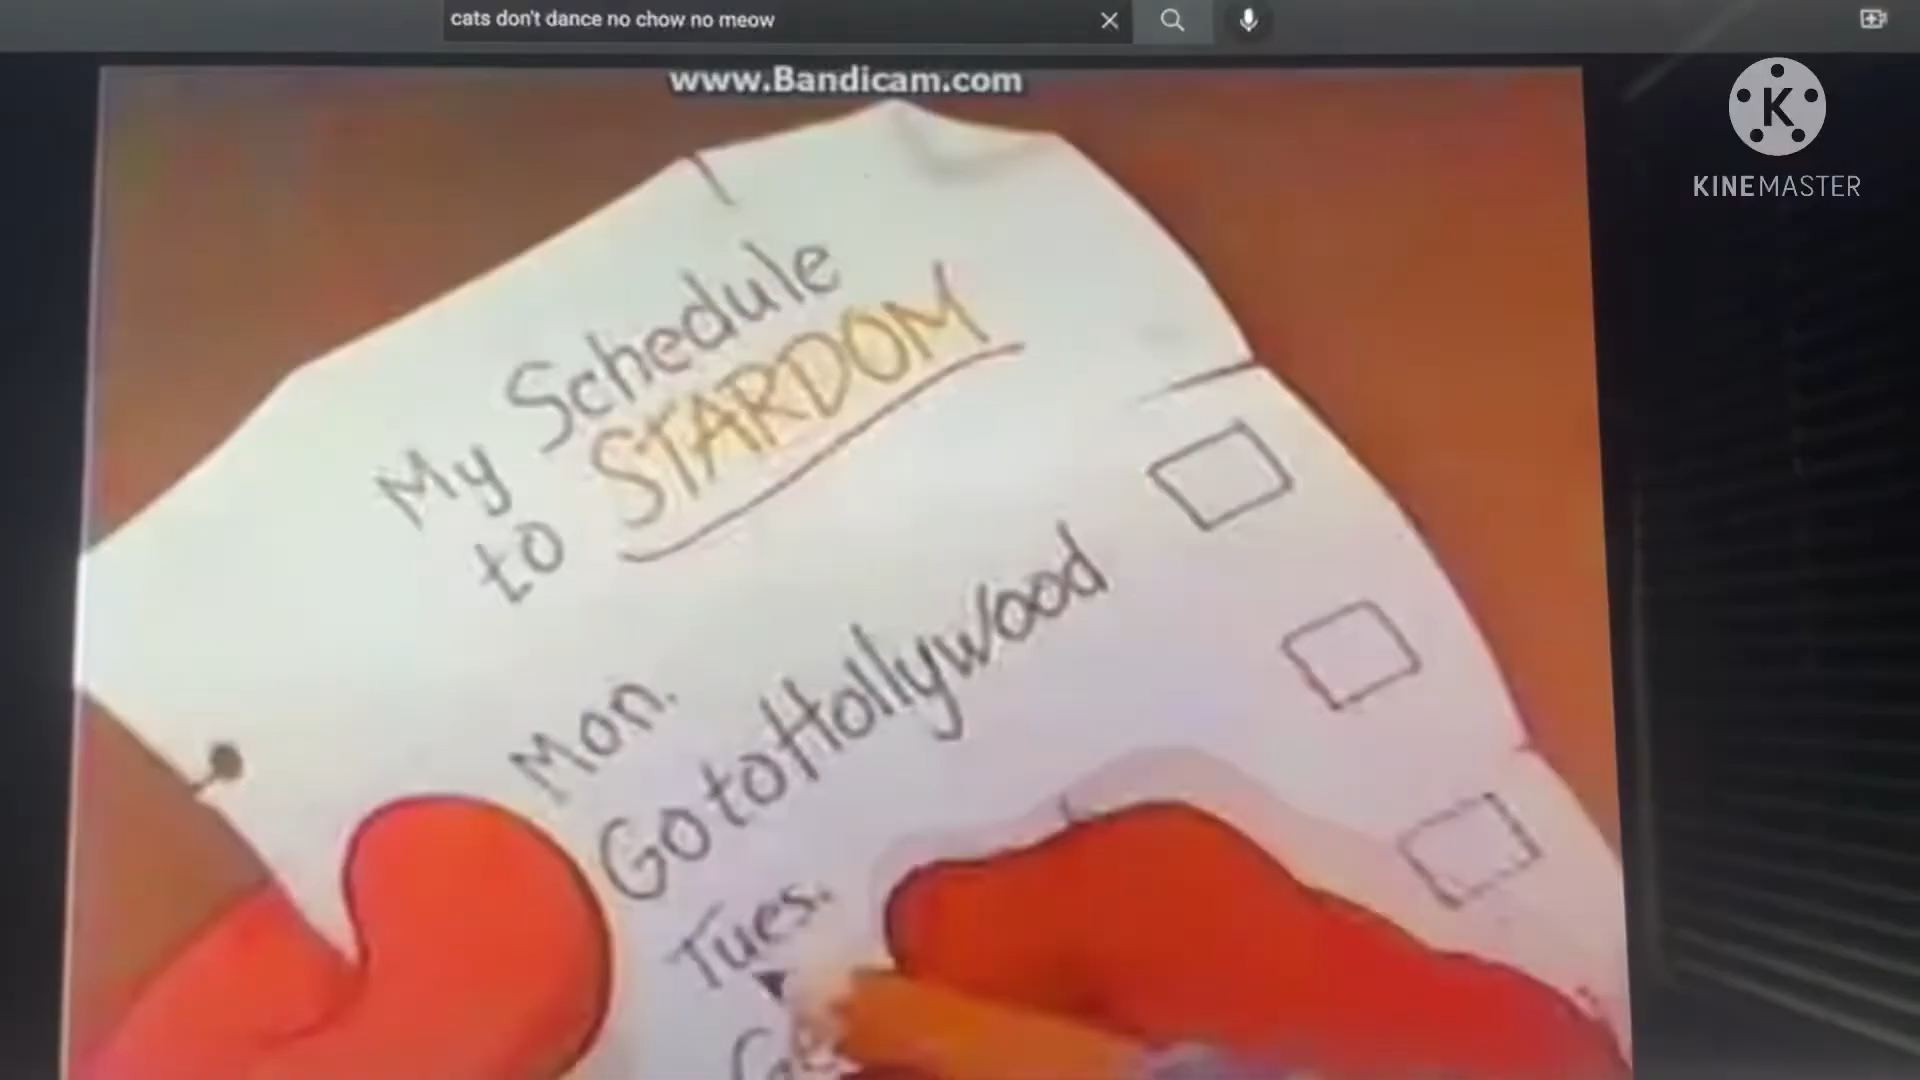 cats don't dance no chow no meow
www.Bandicam.com
K
KINEMASTER
My Schedule
to STARDOM
Mon.
Go to Hollywood
Tues.
Ge